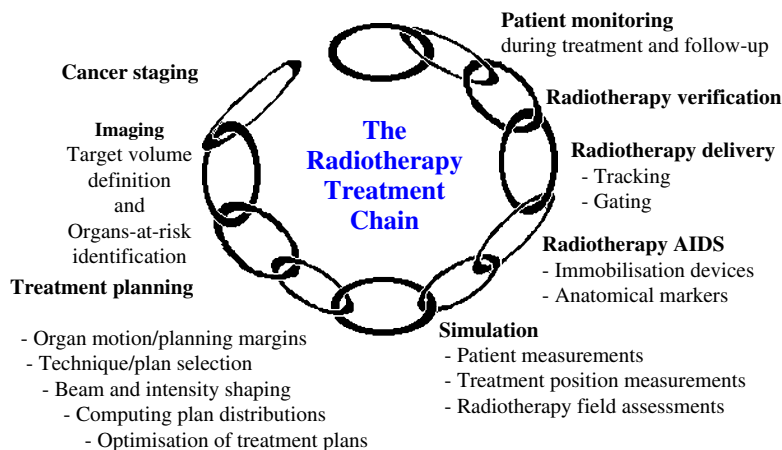 Patient monitoring
during treatment and follow-up
Cancer staging
Radiotherapy verification
Imaging
Target volume
definition
and
Organs-at-risk
identification
The
Radiotherapy
Treatment
Chain
Radiotherapy delivery
- Tracking
- Gating
Radiotherapy AIDS
- Immobilisation devices
- Anatomical markers
Treatment planning
- Organ motion/planning margins
- Technique/plan selection
- Beam and intensity shaping
- Computing plan distributions
- Optimisation of treatment plans
Simulation
- Patient measurements
- Treatment position measurements
- Radiotherapy field assessments